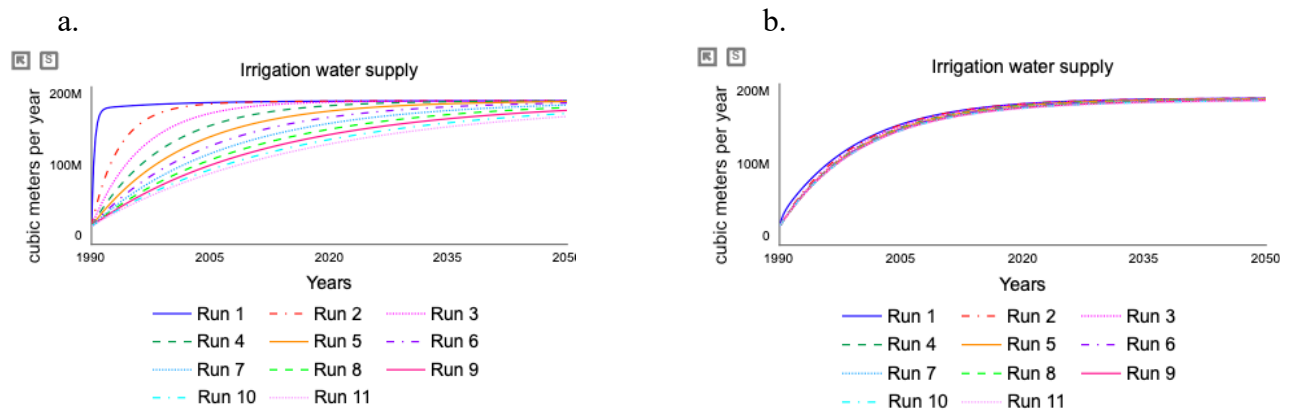 a.
S
Irrigation water supply
cubic meters per year
200M
100M
0
1990 2005 2020 2035 205
Years
Run 1 Run 2 Run 3
Run 4 Run 5 Run 6
Run 7 Run 8 Run 9
Run 10 Run 11
b.
S
Irrigation water supply
cubic meters per year
200M
100M
0
1990 2005 2020 2035 2050
Years
Run 1 Run 2 Run 3
Run 4 Run 5 Run 6
Run 7 Run 8 Run 9
Run 10 Run 11